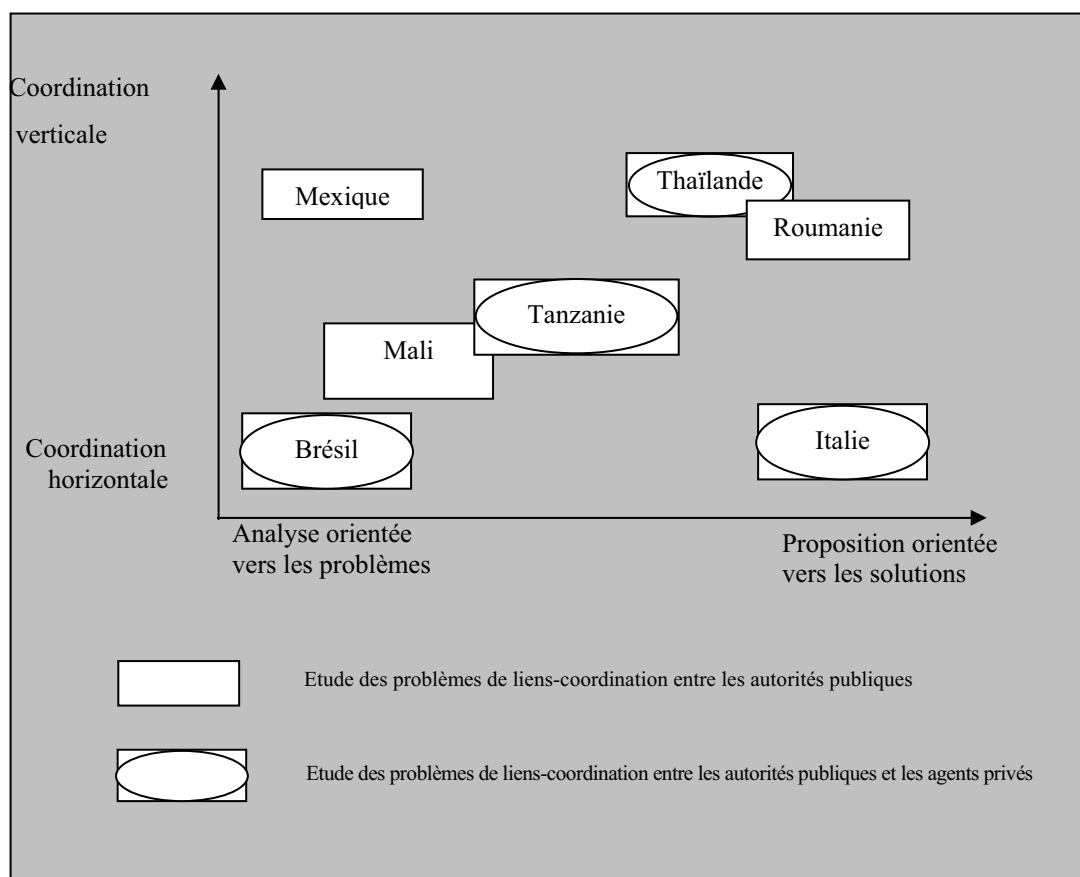 Coordination
verticale
Mexique
Thaïlande
Roumanie
Tanzanie
Mali
Brésil
Italie
Coordination
horizontale
Analyse orientée
vers les problèmes
Proposition orientée
vers les solutions
Etude des problèmes de liens-coordination entre les autorités publiques
Etude des problèmes de liens-coordination entre les autorités publiques et les agents privés